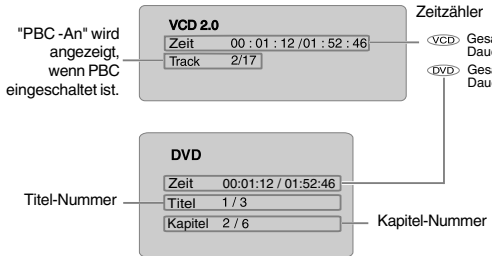 Zeitzähler
"PBC -An" wird
angezeigt,
wenn PBC
eingeschaltet ist.
VCD 2.0
Zeit 00 : 01 : 12 /01 : 52 : 46
Track 2/17
VCD
DVD
DVD
Zeit 00:01:12 / 01:52:46
Titel 1 / 3
Kapitel 2 / 6
Titel-Nummer
Kapitel-Nummer